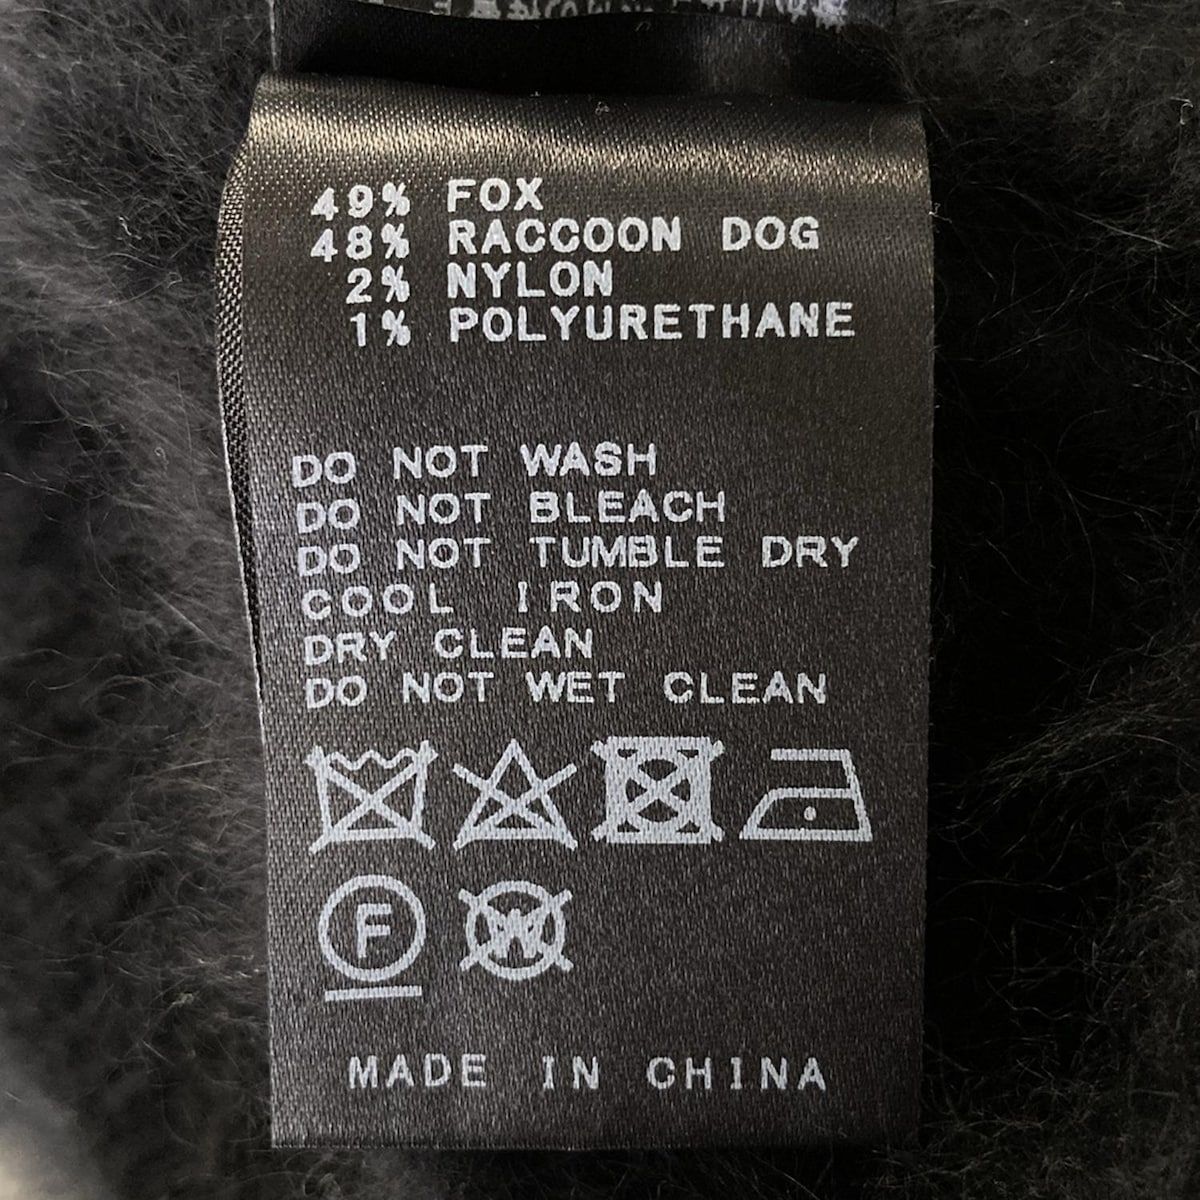 49% FOX
48% RACCOON DOG
2% NYLON
1% POLYURETHANE
DO NOT WASH
DO NOT BLEACH
DO NOT TUMBLE DRY
COOL IRON
DRY CLEAN
DO NOT WET CLEAN
F W
MADE IN CHINA